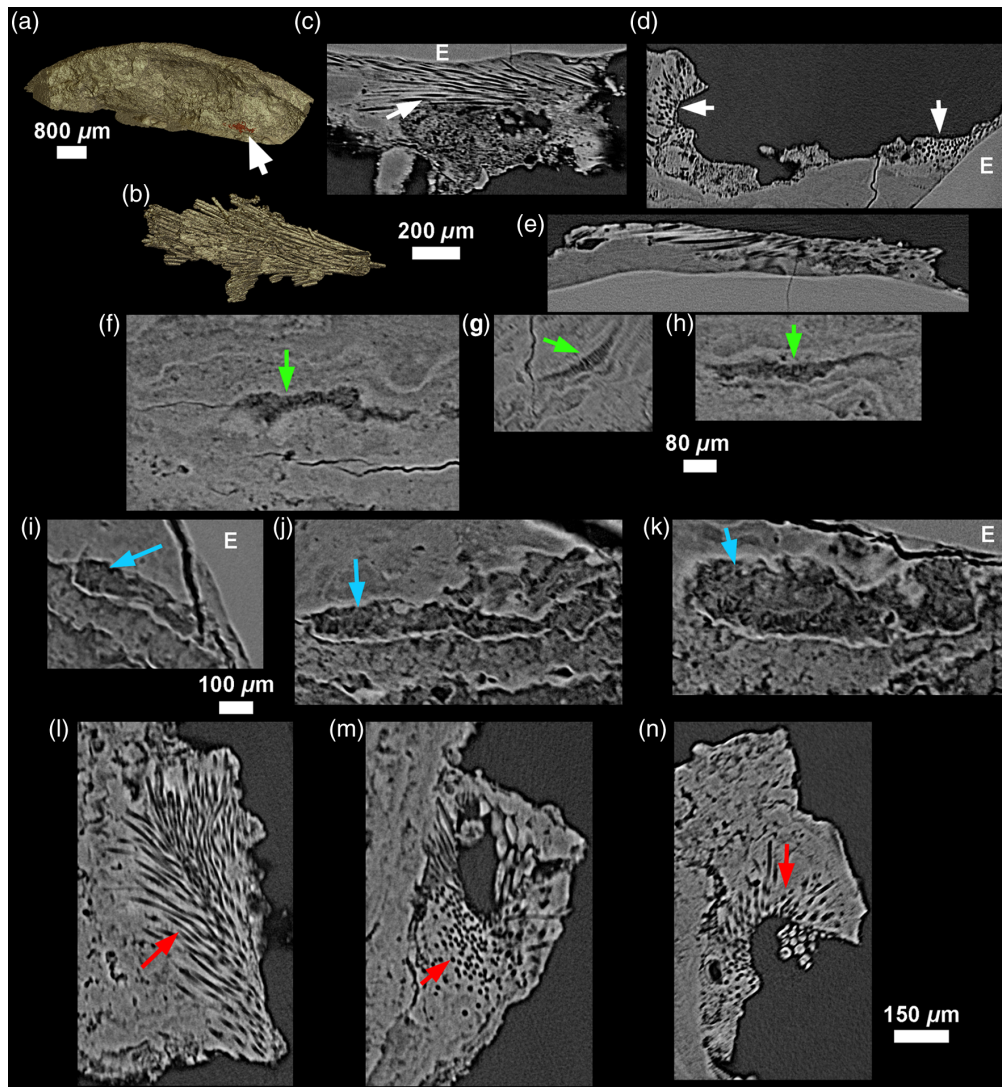 (a)
(c)
E
(d)
E
800 µm
(b)
200 µm
(e)
(f)
(g)
(h)
80 µm
(i)
E
(j)
(k)
E
100 µm
(l)
(m)
(n)
150 µm